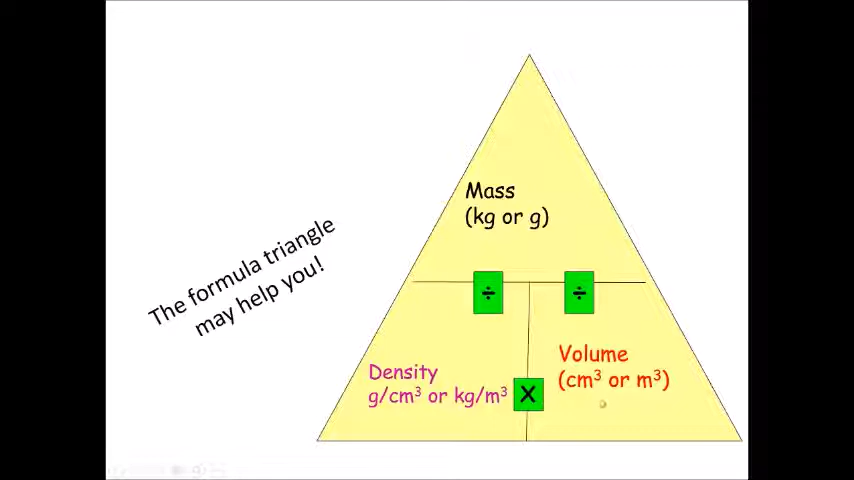 Mass
(kg or g)
The formula triangle
may help you!
÷ ÷
Density
g/cm³ or kg/m³
X
Volume
(cm³ or m³)